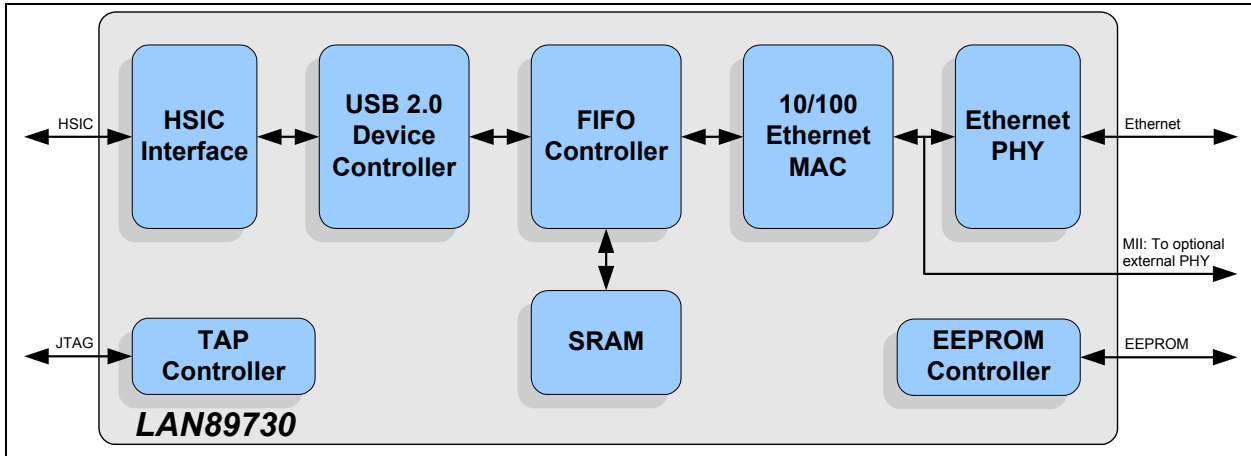 HSIC
HSIC
Interface
USB 2.0
Device
Controller
FIFO
Controller
10/100
Ethernet
MAC
Ethernet
PHY
Ethernet
MII: To optional
external PHY
SRAM
JTAG
TAP
Controller
EEPROM
Controller
EEPROM
LAN89730